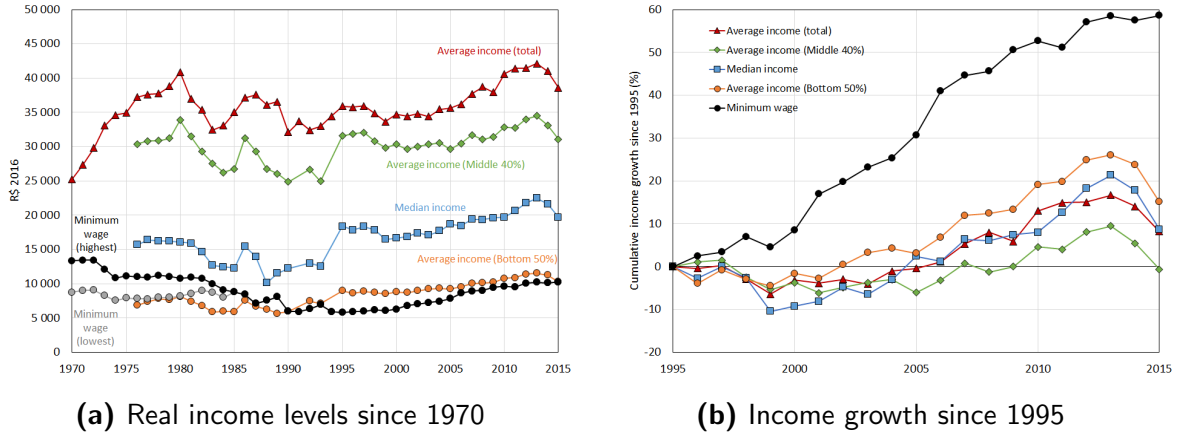 50 000
45 000
40 000
35 000
30 000
25 000
20 000
15 000
10 000
5 000
0
R$ 2016
1970
1975
1980
1985
1990
1995
2000
2005
2010
2015
Average income (total)
Average income (Middle 40%)
Median income
Average income (Bottom 50%)
Minimum
wage
(highest)
Minimum
wage
(lowest)
(a) Real income levels since 1970
60
50
40
30
20
10
0
-10
-20
Cumulative income growth since 1995 (%)
1995
2000
2005
2010
2015
Average income (total)
Average income (Middle 40%)
Median income
Average income (Bottom 50%)
Minimum wage
(b) Income growth since 1995